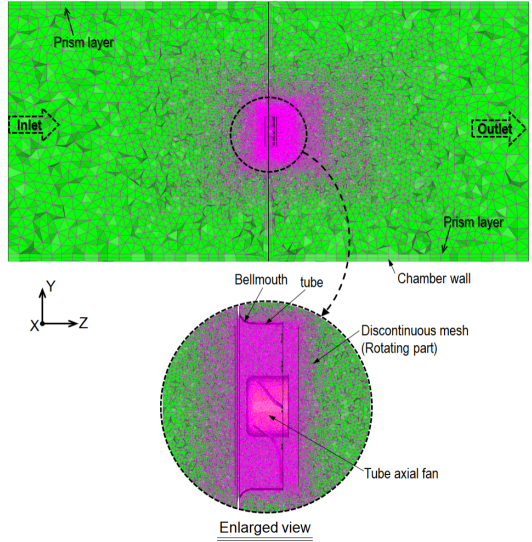 Prism layer
Inlet
Outlet
Prism layer
Chamber wall
Y
X
Z
Bellmouth
tube
Discontinuous mesh
(Rotating part)
Tube axial fan
Enlarged view